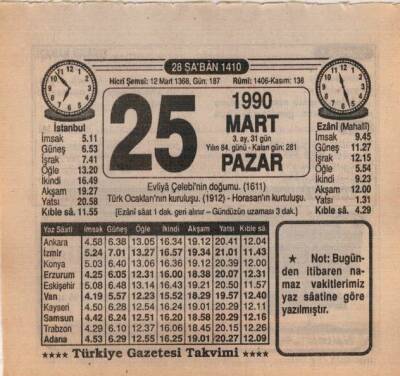 28 ŞA'BAN 1410
Hicrî Şemsî: 12 Mart 1368, Gün: 187 Rûmî: 1406-Kasım: 138
25
1990
MART
3. ay, 31 gün
Yılın 84. günü - Kalan gün: 281
PAZAR
İstanbul
İmsak 5.11
Güneş 6.53
İşrak 7.41
Öğle 13.20
İkindi 16.49
Akşam 19.27
Yatsı 20.58
Kıble sâ. 11.55
Ezânî (Mahallî)
İmsak 9.45
Güneş 11.27
İşrak 12.15
Öğle 5.54
İkindi 9.23
Akşam 12.00
Yatsı 1.31
Kıble sâ. 4.29
Evliyâ Çelebi'nin doğumu. (1611)
Türk Ocakları'nın kuruluşu. (1912) - Horasan'ın kurtuluşu.
[Ezânî sâat 1 dak. geri alınır – Gündüzün uzaması 3 dak.]
Yaz Sâati İmsak Güneş Öğle İkindi Akşam Yatsı Kıble sâ.
Ankara 4.58 6.38 13.05 16.34 19.12 20.41 12.04
İzmir 5.24 7.01 13.27 16.57 19.34 21.01 11.43
Konya 5.03 6.40 13.06 16.36 19.12 20.39 12.11
Erzurum 4.25 6.05 12.31 16.00 18.38 20.07 12.31
Eskişehir 5.08 6.48 13.14 16.43 19.21 20.50 11.57
Van 4.19 5.57 12.23 15.52 18.29 19.57 12.40
Kayseri 4.50 6.28 12.54 16.24 19.01 20.29 12.11
Samsun 4.42 6.24 12.51 16.20 18.58 20.29 12.16
Trabzon 4.29 6.10 12.37 16.06 18.45 20.15 12.26
Adana 4.53 6.29 12.55 16.25 19.01 20.27 12.09
★ Not: Bugün-
den itibaren na-
maz vakitlerimiz
yaz sâatine göre
yazılmıştır.
★★★★ Türkiye Gazetesi Takvimi ★★★★